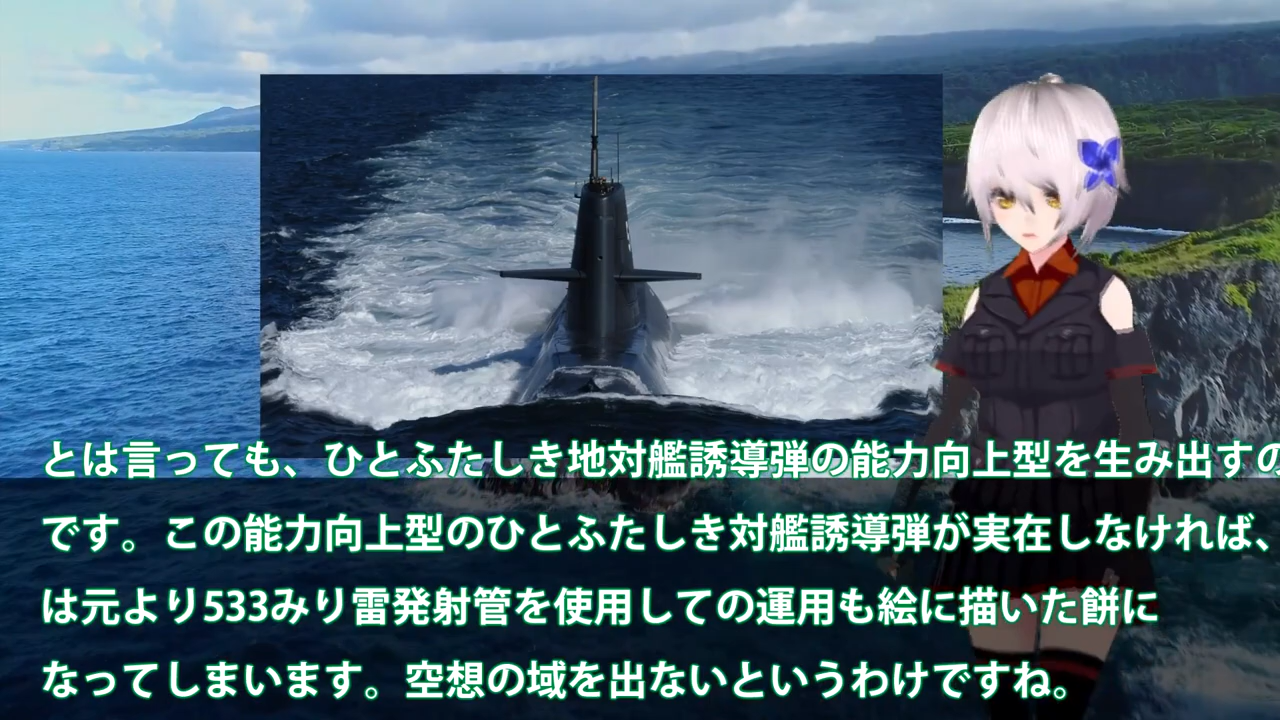 とは言っても、ひとふたしき地対艦誘導弾の能力向上型を生み出すの
です。この能力向上型のひとふたしき対艦誘導弾が実在しなければ、
は元より533みり雷発射管を使用しての運用も絵に描いた餅に
なってしまいます。空想の域を出ないというわけですね。